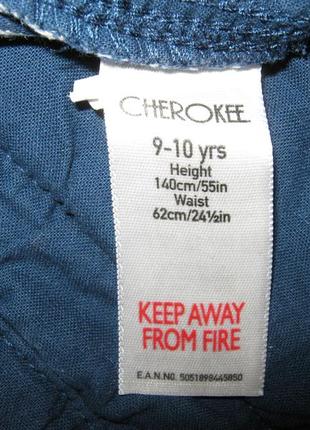 CHEROKEE
9-10 yrs
Height
140cm/55in
Waist
62cm/24½in
KEEP AWAY
FROM FIRE
E.A.N.NO. 5051898445850